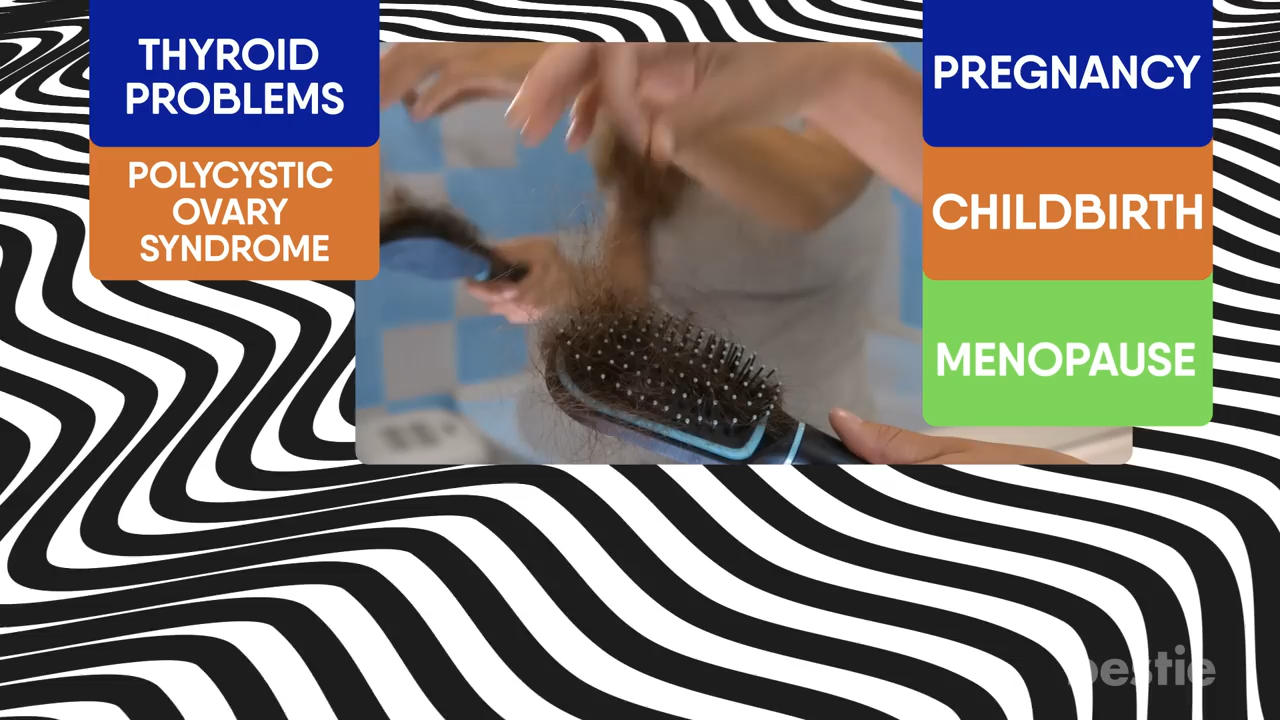 THYROID
PROBLEMS
POLYCYSTIC
OVARY
SYNDROME
PREGNANCY
CHILDBIRTH
MENOPAUSE
bestie